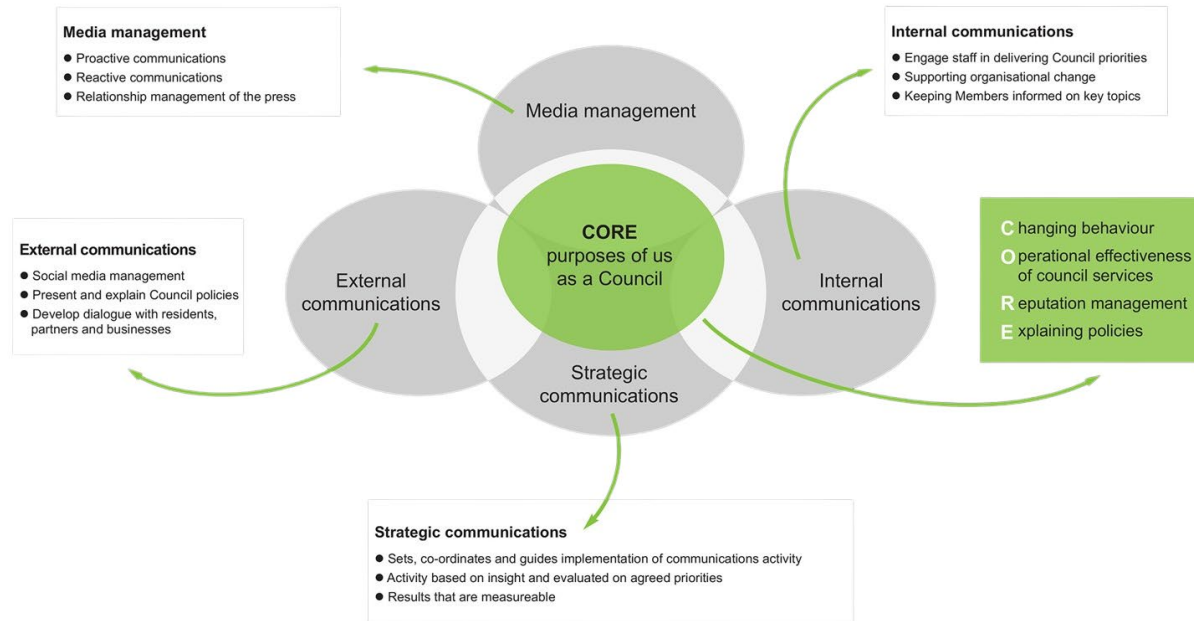 Media management
● Proactive communications
● Reactive communications
● Relationship management of the press
Internal communications
● Engage staff in delivering Council priorities
● Supporting organisational change
● Keeping Members informed on key topics
Media management
External communications
● Social media management
● Present and explain Council policies
● Develop dialogue with residents,
partners and businesses
External
communications
CORE
purposes of us
as a Council
Internal
communications
Changing behaviour
Operational effectiveness
of council services
Reputation management
Explaining policies
Strategic
communications
Strategic communications
● Sets, co-ordinates and guides implementation of communications activity
● Activity based on insight and evaluated on agreed priorities
● Results that are measureable